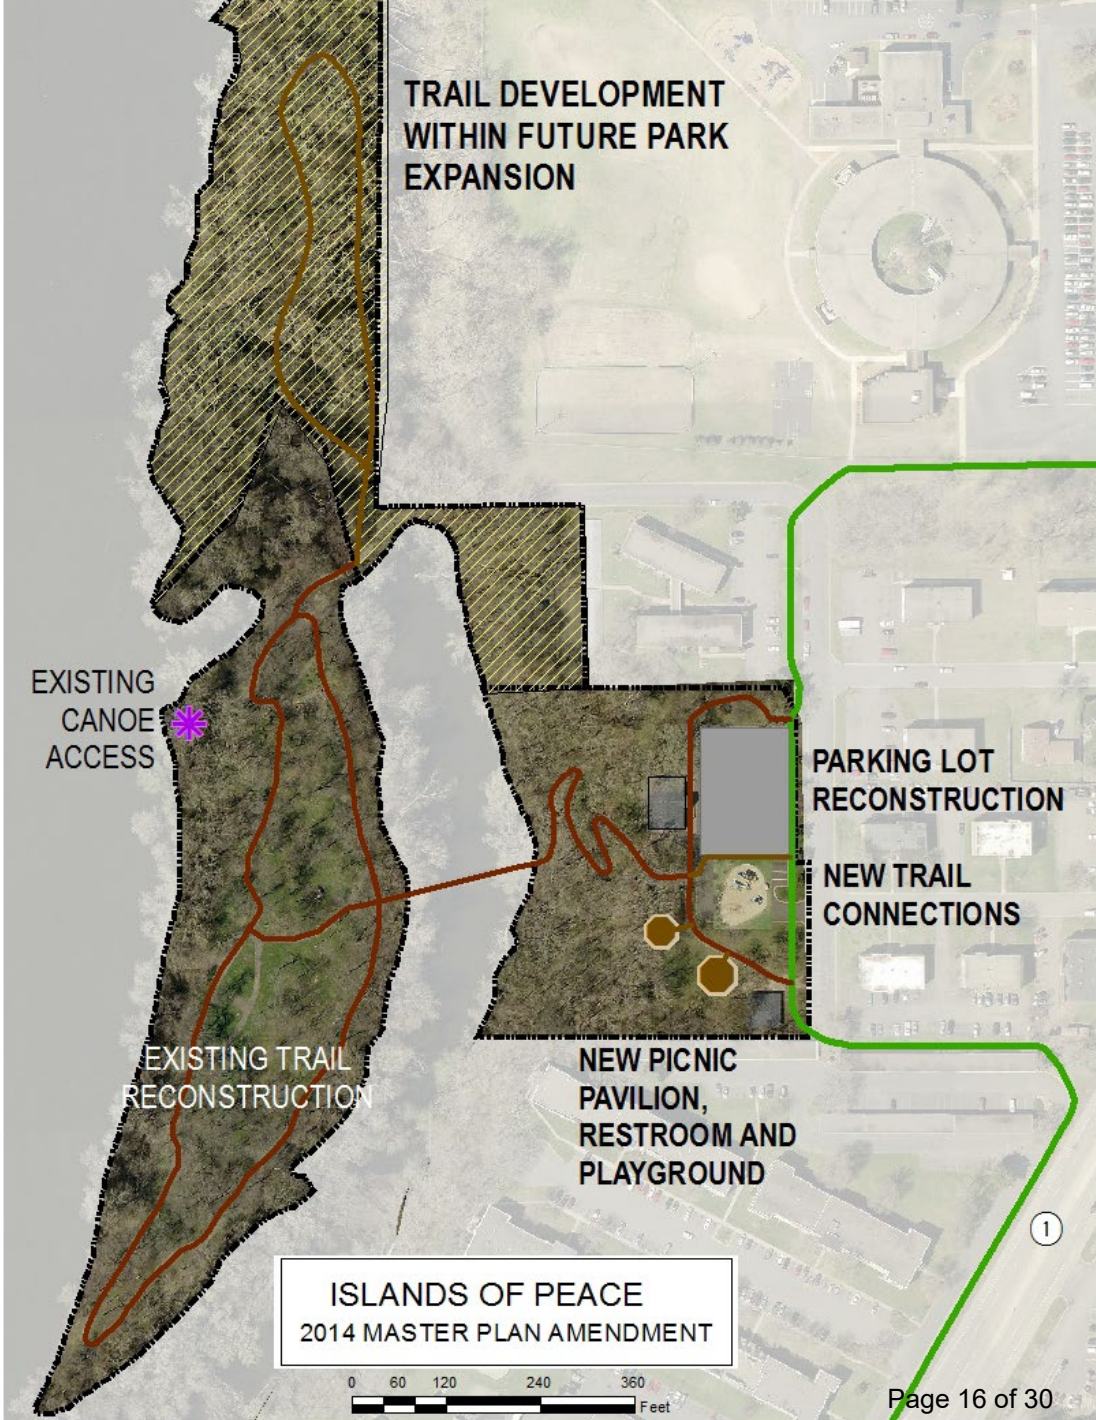 TRAIL DEVELOPMENT
WITHIN FUTURE PARK
EXPANSION
EXISTING
CANOE
ACCESS
PARKING LOT
RECONSTRUCTION
NEW TRAIL
CONNECTIONS
EXISTING TRAIL
RECONSTRUCTION
NEW PICNIC
PAVILION,
RESTROOM AND
PLAYGROUND
1
ISLANDS OF PEACE
2014 MASTER PLAN AMENDMENT
0 60 120 240 360
Feet
Page 16 of 30